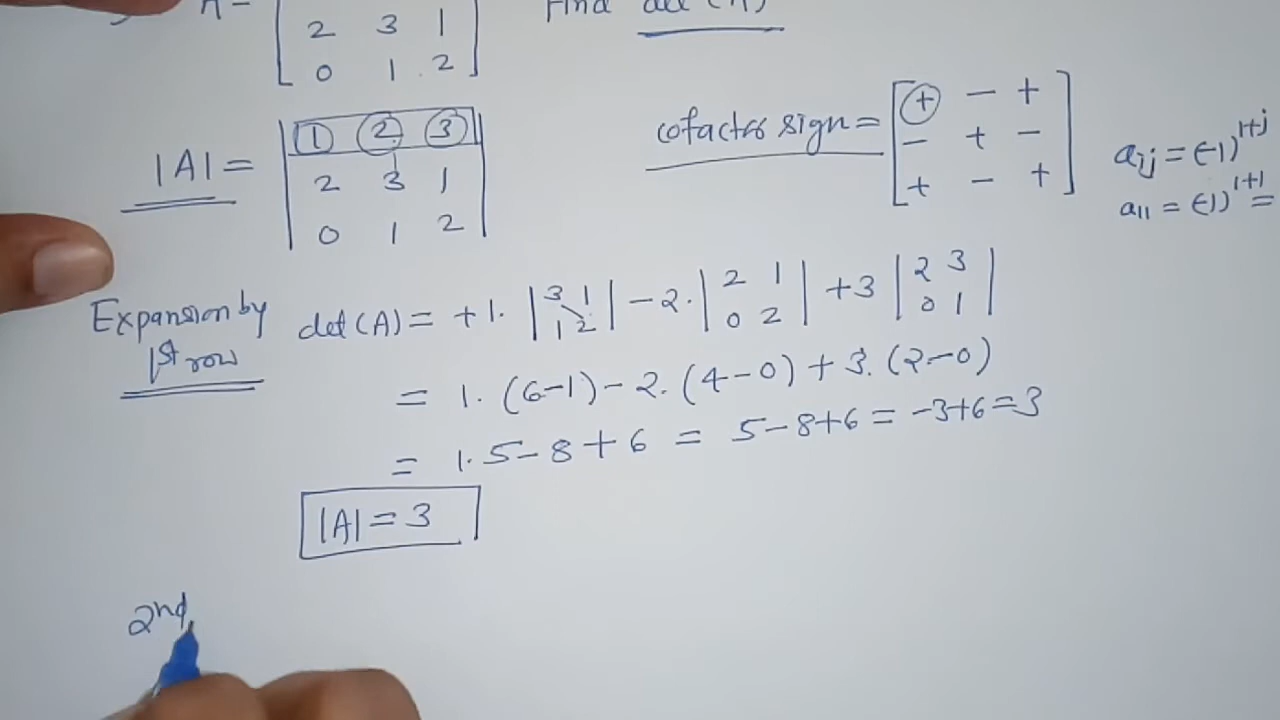 A =
Find det (A)
2 3 1
0 1 2
|A| =
1 2 3
2 3 1
0 1 2
cofactor sign =
+ − +
− + −
+ − +
aij = (-1)^{i+j}
a11 = (-1)^{1+1} =
Expansion by
1st row
det (A) = +1. |3 1; 1 2| − 2. |2 1; 0 2| + 3 |2 3; 0 1|
= 1. (6−1) − 2. (4−0) + 3. (2−0)
= 1.5 − 8 + 6 = 5−8+6 = −3+6 = 3
|A| = 3
2nd